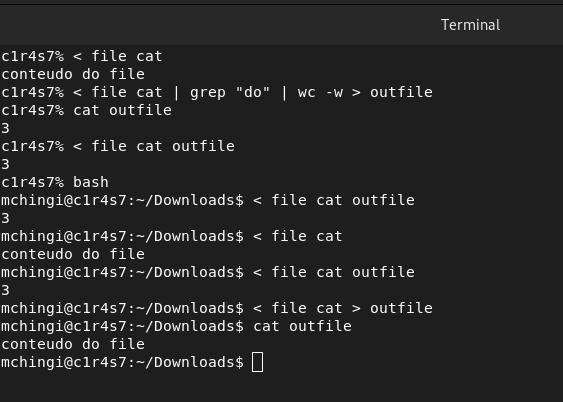 Terminal
c1r4s7% < file cat
conteudo do file
c1r4s7% < file cat | grep "do" | wc -w > outfile
c1r4s7% cat outfile
3
c1r4s7% < file cat outfile
3
c1r4s7% bash
mchingi@c1r4s7:~/Downloads$ < file cat outfile
3
mchingi@c1r4s7:~/Downloads$ < file cat
conteudo do file
mchingi@c1r4s7:~/Downloads$ < file cat outfile
3
mchingi@c1r4s7:~/Downloads$ < file cat > outfile
mchingi@c1r4s7:~/Downloads$ cat outfile
conteudo do file
mchingi@c1r4s7:~/Downloads$